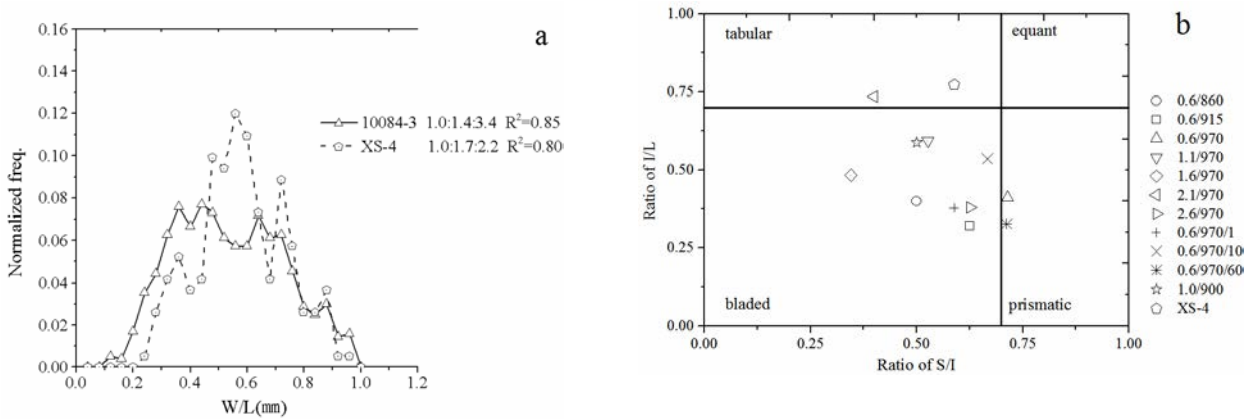 a
10084-3 1.0:1.4:3.4 R²=0.85
XS-4 1.0:1.7:2.2 R²=0.80
Normalized freq.
0.14
0.12
0.10
0.08
0.06
0.04
0.02
0.00
0.0 0.2 0.4 0.6 0.8 1.0 1.2
W/L(mm)
b
tabular equant
bladed prismatic
Ratio of I/L
1.00
0.75
0.50
0.25
0.00
0.00 0.25 0.50 0.75 1.00
Ratio of S/I
0.6/860
0.6/915
0.6/970
1.1/970
1.6/970
2.1/970
2.6/970
0.6/970/1
0.6/970/100
0.6/970/600
1.0/900
XS-4